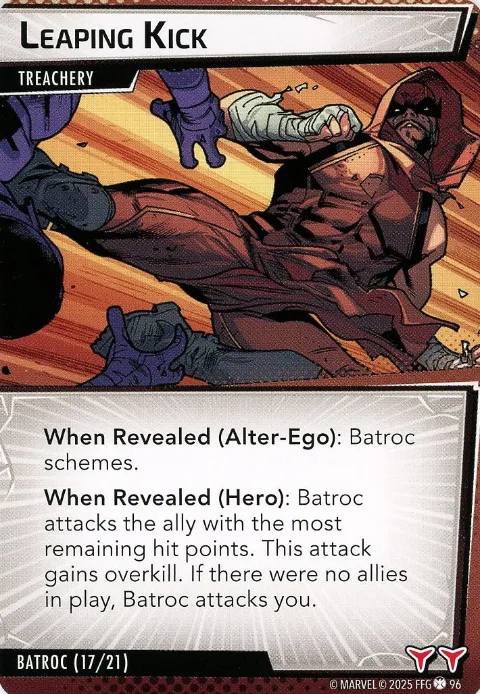 Leaping Kick
TREACHERY
When Revealed (Alter-Ego): Batroc
schemes.
When Revealed (Hero): Batroc
attacks the ally with the most
remaining hit points. This attack
gains overkill. If there were no allies
in play, Batroc attacks you.
BATROC (17/21)
© MARVEL © 2025 FFG 96